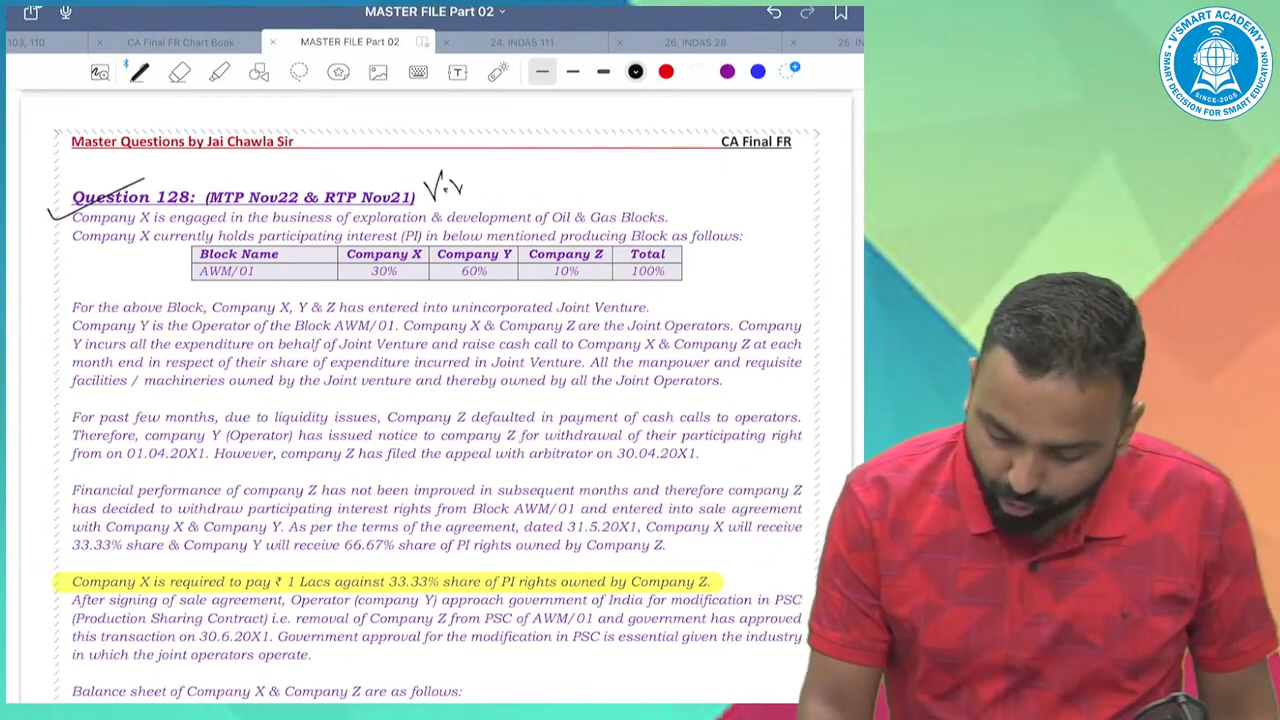 MASTER FILE Part 02
103, 110
CA Final FR Chart Book
MASTER FILE Part 02
24. INDAS 111
26. INDAS 28
25. IN
V'SMART ACADEMY
SMART DECISION FOR SMART EDUCATION
SINCE-2005
Master Questions by Jai Chawla Sir
CA Final FR
Question 128: (MTP Nov22 & RTP Nov21)
Company X is engaged in the business of exploration & development of Oil & Gas Blocks.
Company X currently holds participating interest (PI) in below mentioned producing Block as follows:
Block Name Company X Company Y Company Z Total
AWM/01 30% 60% 10% 100%
For the above Block, Company X, Y & Z has entered into unincorporated Joint Venture.
Company Y is the Operator of the Block AWM/01. Company X & Company Z are the Joint Operators. Company
Y incurs all the expenditure on behalf of Joint Venture and raise cash call to Company X & Company Z at each
month end in respect of their share of expenditure incurred in Joint Venture. All the manpower and requisite
facilities / machineries owned by the Joint venture and thereby owned by all the Joint Operators.
For past few months, due to liquidity issues, Company Z defaulted in payment of cash calls to operators.
Therefore, company Y (Operator) has issued notice to company Z for withdrawal of their participating right
from on 01.04.20X1. However, company Z has filed the appeal with arbitrator on 30.04.20X1.
Financial performance of company Z has not been improved in subsequent months and therefore company Z
has decided to withdraw participating interest rights from Block AWM/01 and entered into sale agreement
with Company X & Company Y. As per the terms of the agreement, dated 31.5.20X1, Company X will receive
33.33% share & Company Y will receive 66.67% share of PI rights owned by Company Z.
Company X is required to pay ₹ 1 Lacs against 33.33% share of PI rights owned by Company Z.
After signing of sale agreement, Operator (company Y) approach government of India for modification in PSC
(Production Sharing Contract) i.e. removal of Company Z from PSC of AWM/01 and government has approved
this transaction on 30.6.20X1. Government approval for the modification in PSC is essential given the industry
in which the joint operators operate.
Balance sheet of Company X & Company Z are as follows: